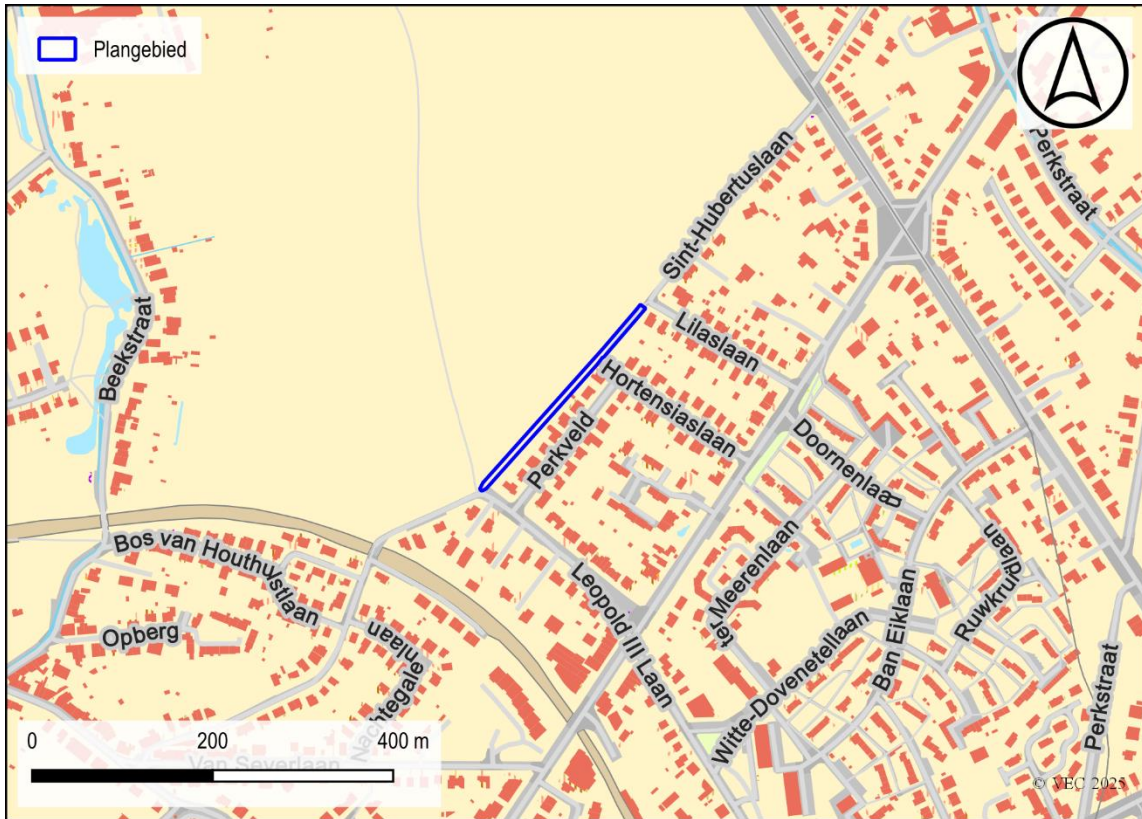 Plangebied
Perkstraat
Sint-Hubertuslaan
Lilaslaan
Beekstraat
Hortensiaslaan
Perkveld
Doornenlaan
Bos van Houthulstlaan
Leopold III Laan
ter Meerenlaan
Ruwkruidlaan
Opberg
Nachtegalenlaan
Ban Eiklaan
Witte-Dovenetellaan
Perkstraat
0 200 400 m
Van Severlaan
© VEC 2025